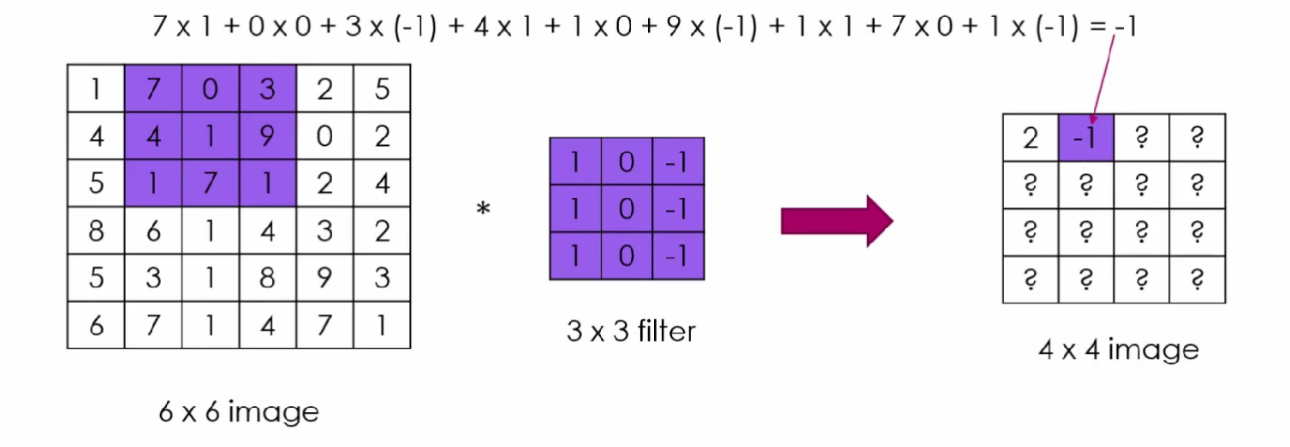 7 x 1 + 0 x 0 + 3 x (-1) + 4 x 1 + 1 x 0 + 9 x (-1) + 1 x 1 + 7 x 0 + 1 x (-1) = -1
1 7 0 3 2 5
4 4 1 9 0 2
5 1 7 1 2 4
8 6 1 4 3 2
5 3 1 8 9 3
6 7 1 4 7 1
6 x 6 image
*
1 0 -1
1 0 -1
1 0 -1
3 x 3 filter
2 -1 ? ?
? ? ? ?
? ? ? ?
? ? ? ?
4 x 4 image